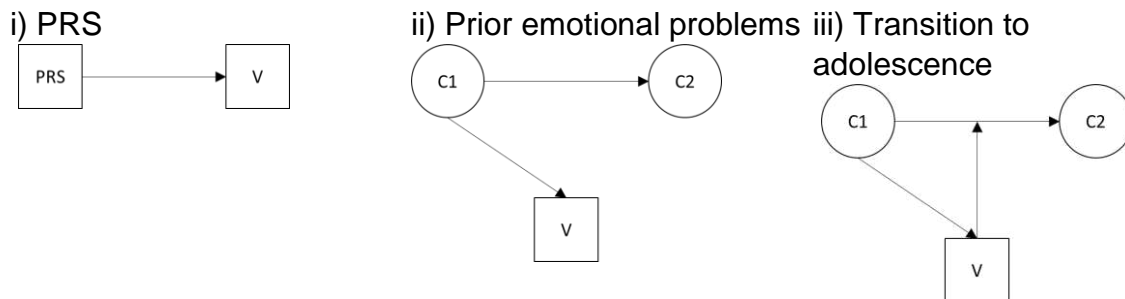 i) PRS
PRS
V
ii) Prior emotional problems
C1
C2
V
iii) Transition to
adolescence
C1
C2
V